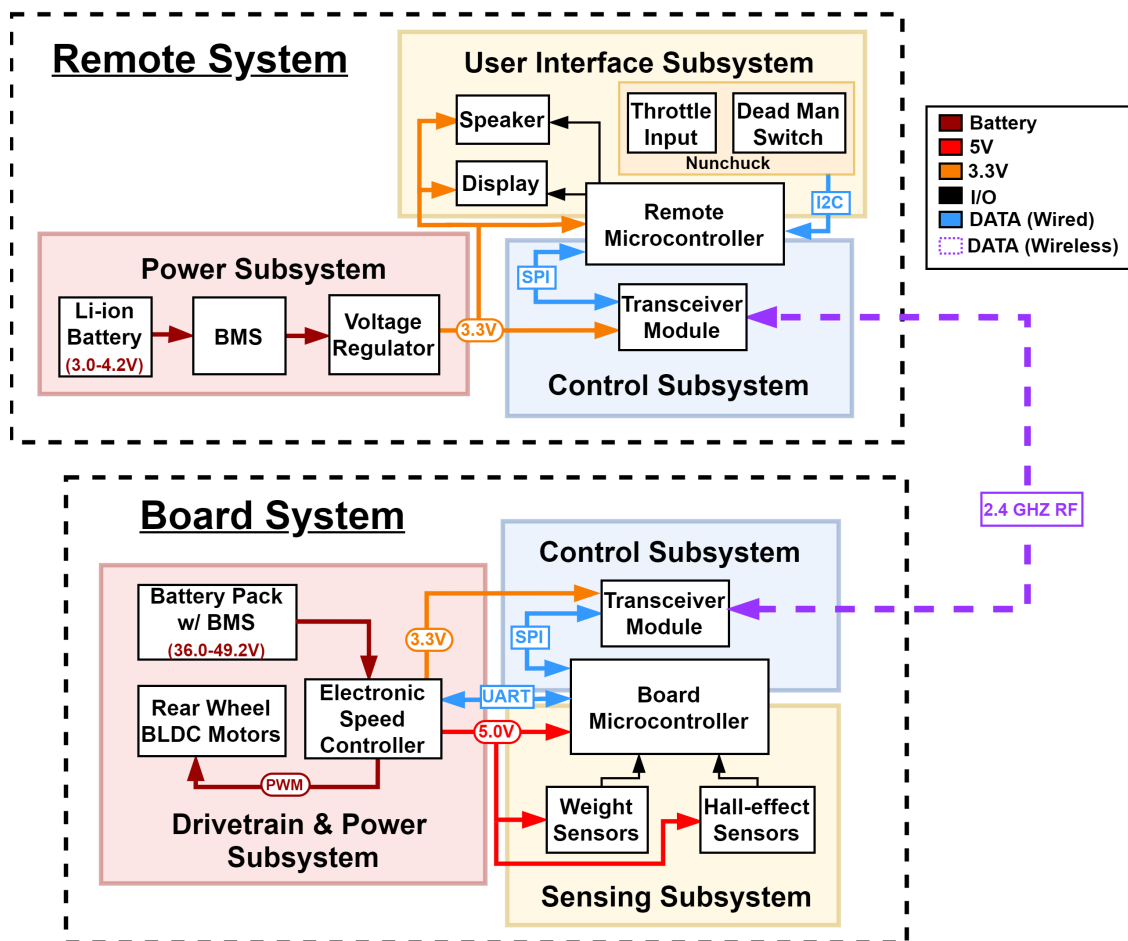 Remote System
User Interface Subsystem
Speaker
Display
Throttle
Input
Dead Man
Switch
Nunchuck
I2C
Remote
Microcontroller
Power Subsystem
Li-ion
Battery
(3.0-4.2V)
BMS
Voltage
Regulator
3.3V
SPI
Transceiver
Module
Control Subsystem
Battery
5V
3.3V
I/O
DATA (Wired)
DATA (Wireless)
2.4 GHZ RF
Board System
Control Subsystem
Transceiver
Module
SPI
Board
Microcontroller
Battery Pack
w/ BMS
(36.0-49.2V)
3.3V
UART
5.0V
Rear Wheel
BLDC Motors
Electronic
Speed
Controller
PWM
Drivetrain & Power
Subsystem
Weight
Sensors
Hall-effect
Sensors
Sensing Subsystem